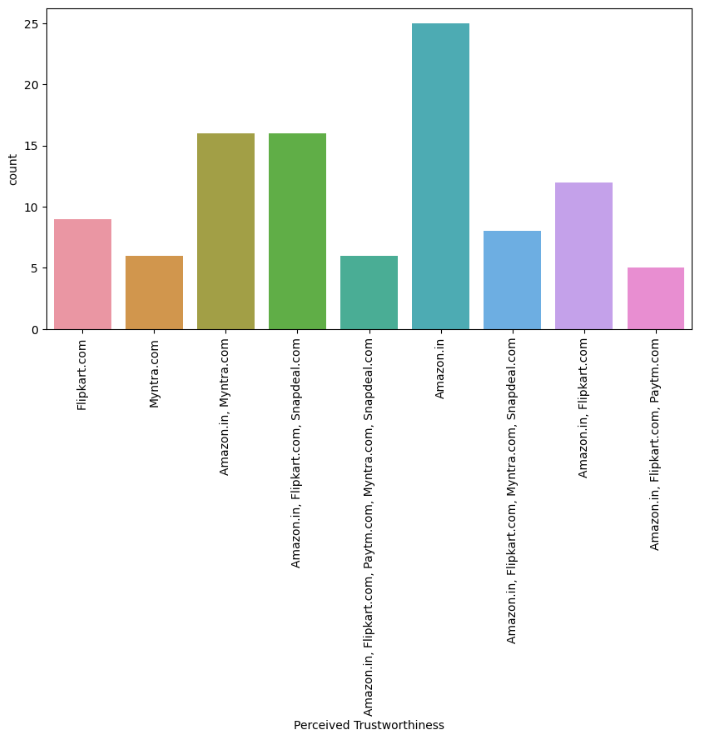 25
20
15
10
5
0
count
Flipkart.com
Myntra.com
Amazon.in, Myntra.com
Amazon.in, Flipkart.com, Snapdeal.com
Amazon.in, Flipkart.com, Paytm.com, Myntra.com, Snapdeal.com
Amazon.in
Amazon.in, Flipkart.com, Myntra.com, Snapdeal.com
Amazon.in, Flipkart.com
Amazon.in, Flipkart.com, Paytm.com
Perceived Trustworthiness